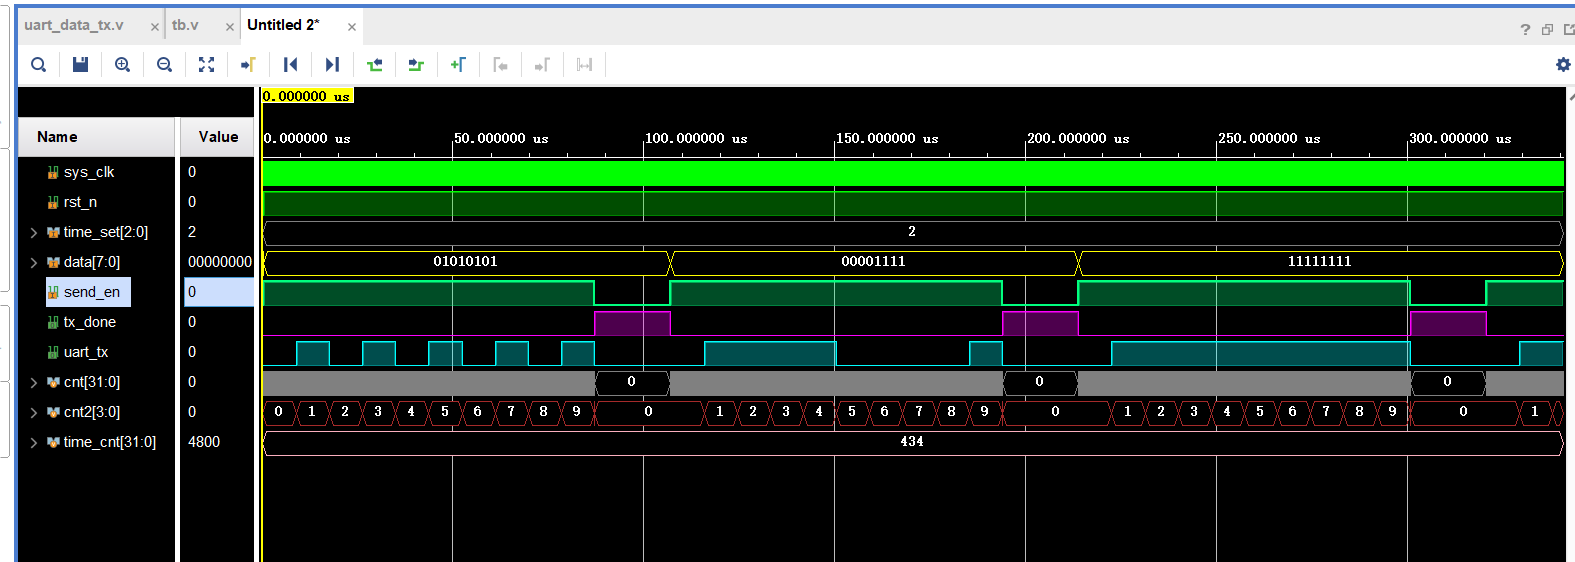 uart_data_tx.v × tb.v × Untitled 2* ×
0.000000 us
Name Value
0.000000 us 50.000000 us 100.000000 us 150.000000 us 200.000000 us 250.000000 us 300.000000 us
sys_clk 0
rst_n 0
time_set[2:0] 2 2
data[7:0] 00000000 01010101 00001111 11111111
send_en 0
tx_done 0
uart_tx 0
cnt[31:0] 0 0 0 0
cnt2[3:0] 0 0 1 2 3 4 5 6 7 8 9 0 1 2 3 4 5 6 7 8 9 0 1 2 3 4 5 6 7 8 9 0 1
time_cnt[31:0] 4800 434